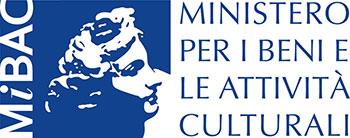 MiBAC
MINISTERO
PER I BENI E
LE ATTIVITÀ
CULTURALI